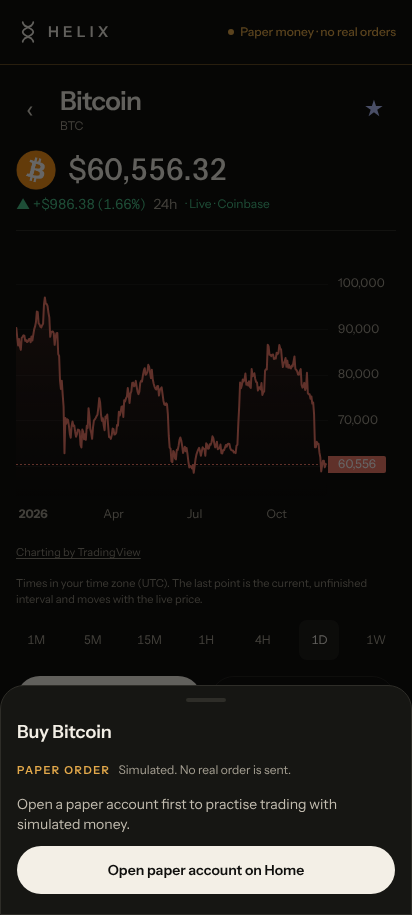 HELIX
Paper money · no real orders
Bitcoin
BTC
$60,556.32
+$986.38 (1.66%) 24h · Live · Coinbase
100,000
90,000
80,000
70,000
60,556
2026 Apr Jul Oct
Charting by TradingView
Times in your time zone (UTC). The last point is the current, unfinished
interval and moves with the live price.
1M 5M 15M 1H 4H 1D 1W
Buy Bitcoin
PAPER ORDER Simulated. No real order is sent.
Open a paper account first to practise trading with
simulated money.
Open paper account on Home